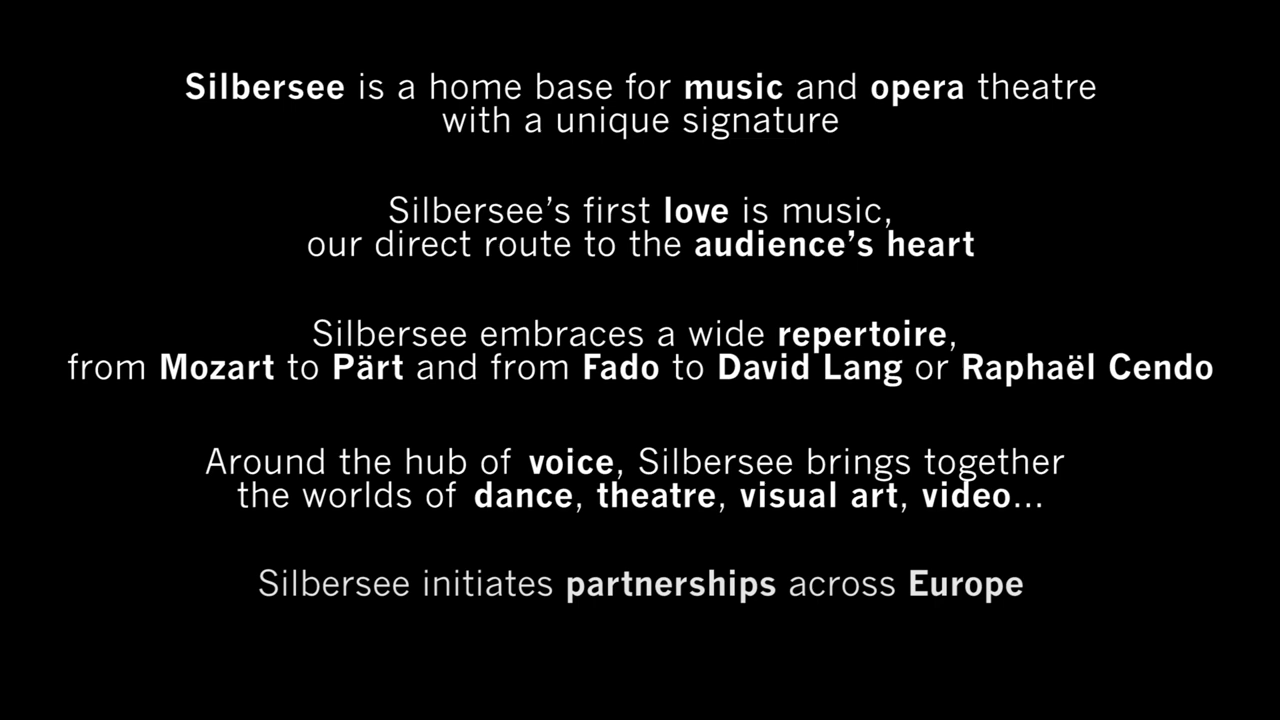 Silbersee is a home base for music and opera theatre
with a unique signature
Silbersee’s first love is music,
our direct route to the audience’s heart
Silbersee embraces a wide repertoire,
from Mozart to Pärt and from Fado to David Lang or Raphaël Cendo
Around the hub of voice, Silbersee brings together
the worlds of dance, theatre, visual art, video...
Silbersee initiates partnerships across Europe